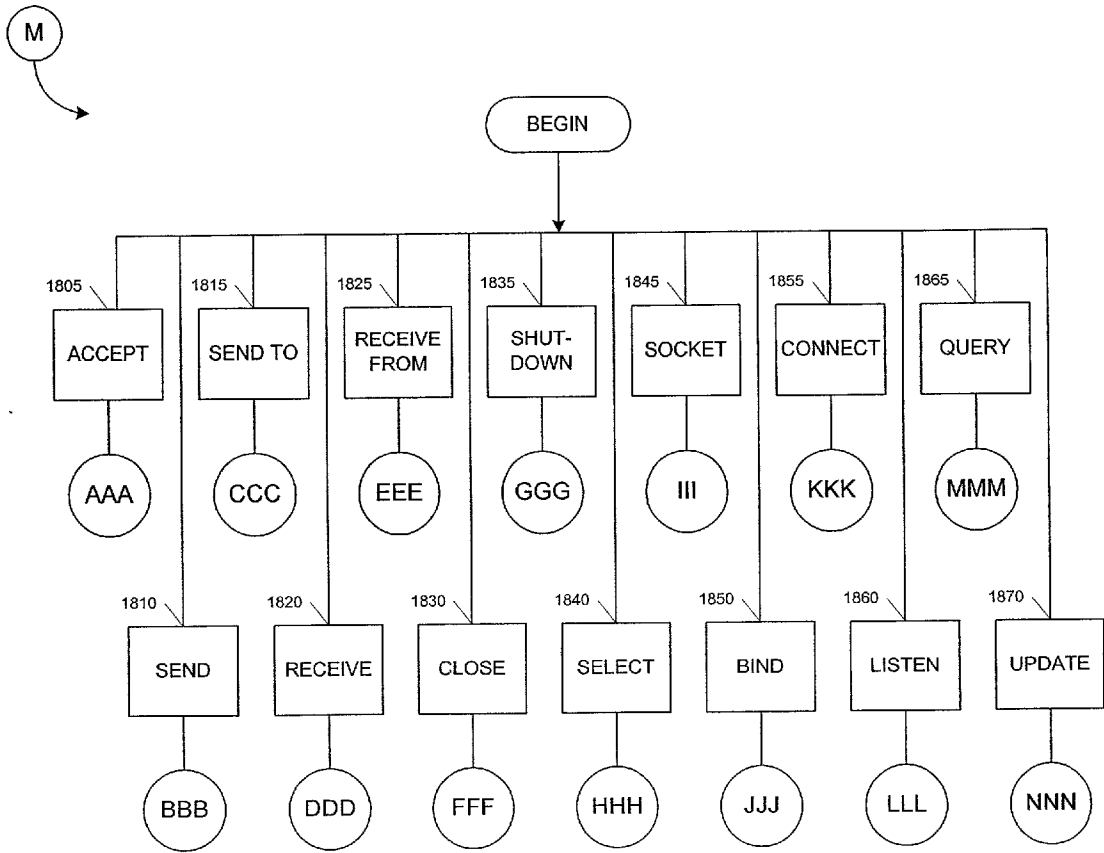 M
BEGIN
1805
1815
1825
1835
1845
1855
1865
ACCEPT
SEND TO
RECEIVE
FROM
SHUT-
DOWN
SOCKET
CONNECT
QUERY
AAA
CCC
EEE
GGG
III
KKK
MMM
1810
1820
1830
1840
1850
1860
1870
SEND
RECEIVE
CLOSE
SELECT
BIND
LISTEN
UPDATE
BBB
DDD
FFF
HHH
JJJ
LLL
NNN